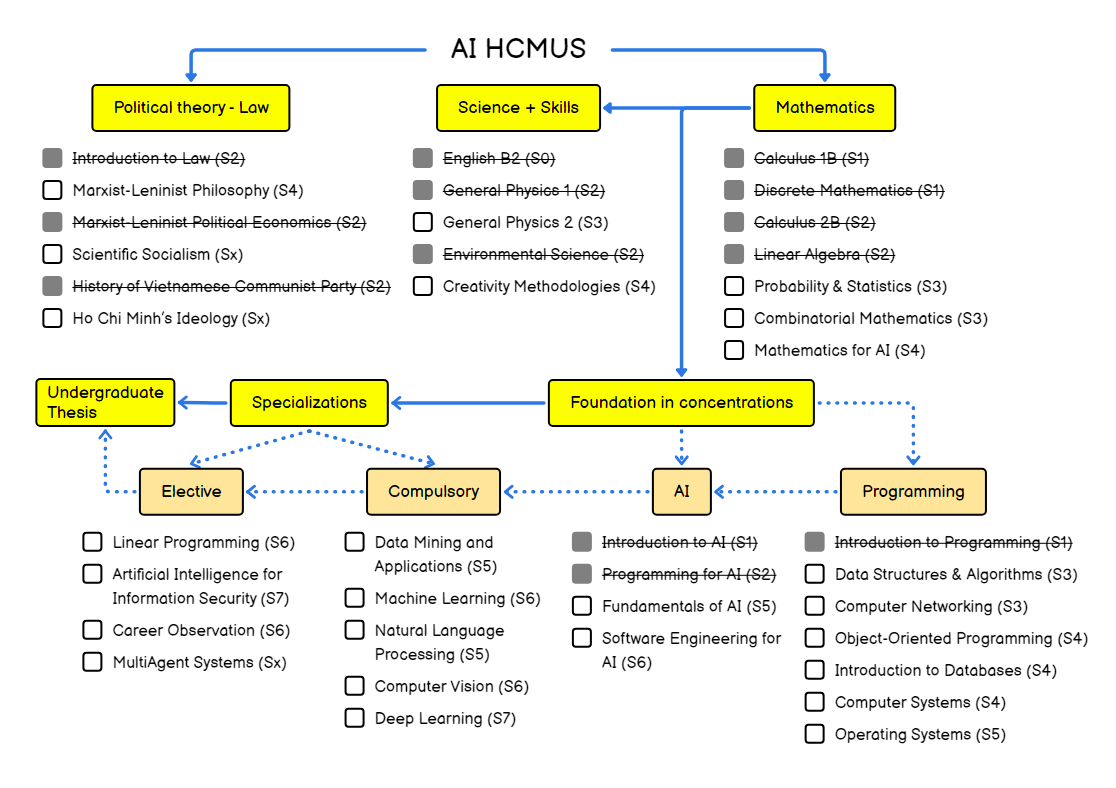 AI HCMUS
Political theory - Law
Introduction to Law (S2)
Marxist-Leninist Philosophy (S4)
Marxist-Leninist Political Economics (S2)
Scientific Socialism (Sx)
History of Vietnamese Communist Party (S2)
Ho Chi Minh's Ideology (Sx)
Science + Skills
English B2 (S0)
General Physics 1 (S2)
General Physics 2 (S3)
Environmental Science (S2)
Creativity Methodologies (S4)
Mathematics
Calculus 1B (S1)
Discrete Mathematics (S1)
Calculus 2B (S2)
Linear Algebra (S2)
Probability & Statistics (S3)
Combinatorial Mathematics (S3)
Mathematics for AI (S4)
Undergraduate
Thesis
Specializations
Foundation in concentrations
Elective
Linear Programming (S6)
Artificial Intelligence for
Information Security (S7)
Career Observation (S6)
MultiAgent Systems (Sx)
Compulsory
Data Mining and
Applications (S5)
Machine Learning (S6)
Natural Language
Processing (S5)
Computer Vision (S6)
Deep Learning (S7)
AI
Introduction to AI (S1)
Programming for AI (S2)
Fundamentals of AI (S5)
Software Engineering for
AI (S6)
Programming
Introduction to Programming (S1)
Data Structures & Algorithms (S3)
Computer Networking (S3)
Object-Oriented Programming (S4)
Introduction to Databases (S4)
Computer Systems (S4)
Operating Systems (S5)